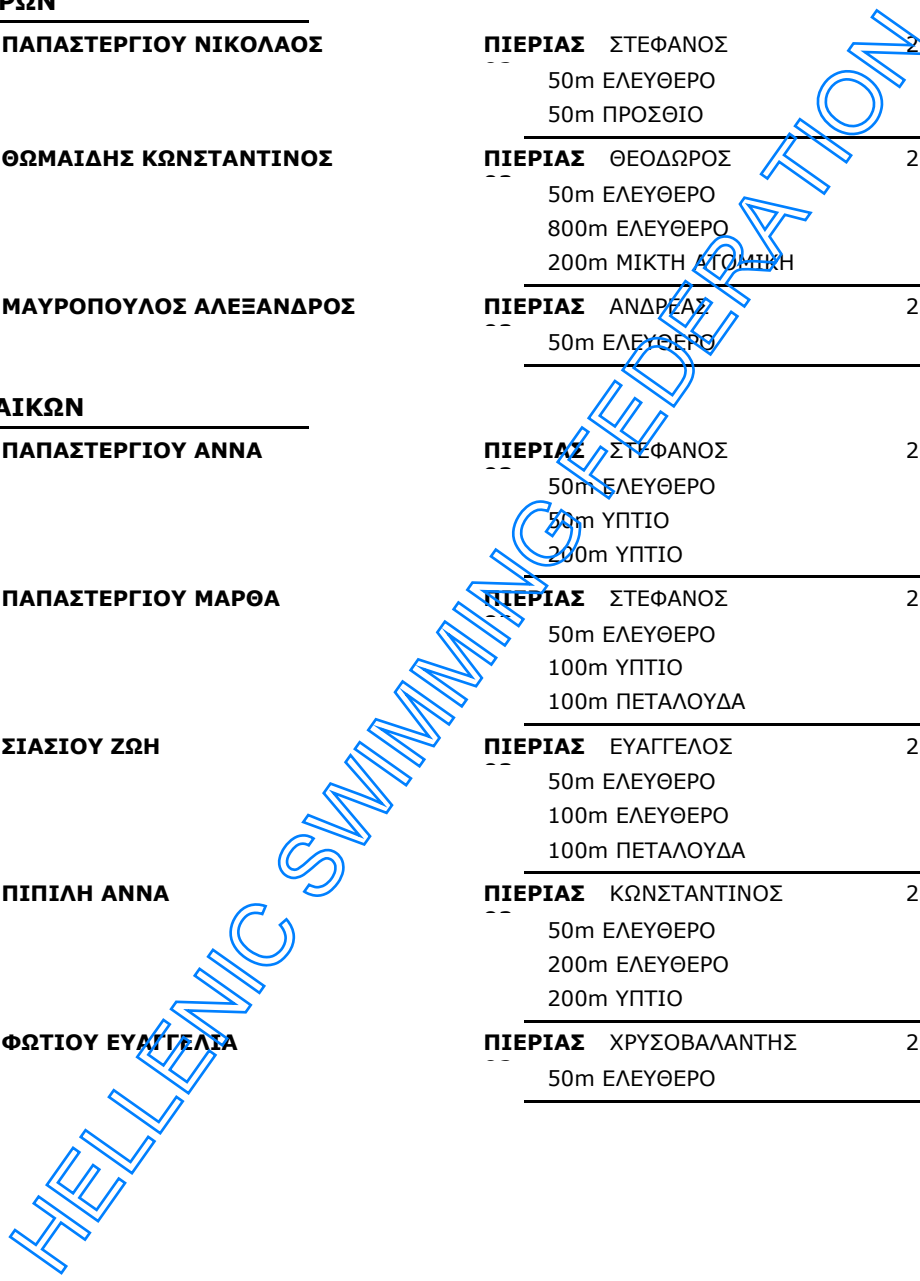 ΡΩΝ
ΠΑΠΑΣΤΕΡΓΙΟΥ ΝΙΚΟΛΑΟΣ ΠΙΕΡΙΑΣ ΣΤΕΦΑΝΟΣ 2
50m ΕΛΕΥΘΕΡΟ
50m ΠΡΟΣΘΙΟ
ΘΩΜΑΙΔΗΣ ΚΩΝΣΤΑΝΤΙΝΟΣ ΠΙΕΡΙΑΣ ΘΕΟΔΩΡΟΣ 2
50m ΕΛΕΥΘΕΡΟ
800m ΕΛΕΥΘΕΡΟ
200m ΜΙΚΤΗ ΑΤΟΜΙΚΗ
ΜΑΥΡΟΠΟΥΛΟΣ ΑΛΕΞΑΝΔΡΟΣ ΠΙΕΡΙΑΣ ΑΝΔΡΕΑΣ 2
50m ΕΛΕΥΘΕΡΟ
ΑΙΚΩΝ
ΠΑΠΑΣΤΕΡΓΙΟΥ ΑΝΝΑ ΠΙΕΡΙΑΣ ΣΤΕΦΑΝΟΣ 2
50m ΕΛΕΥΘΕΡΟ
50m ΥΠΤΙΟ
200m ΥΠΤΙΟ
ΠΑΠΑΣΤΕΡΓΙΟΥ ΜΑΡΘΑ ΠΙΕΡΙΑΣ ΣΤΕΦΑΝΟΣ 2
50m ΕΛΕΥΘΕΡΟ
100m ΥΠΤΙΟ
100m ΠΕΤΑΛΟΥΔΑ
ΣΙΑΣΙΟΥ ΖΩΗ ΠΙΕΡΙΑΣ ΕΥΑΓΓΕΛΟΣ 2
50m ΕΛΕΥΘΕΡΟ
100m ΕΛΕΥΘΕΡΟ
100m ΠΕΤΑΛΟΥΔΑ
ΠΙΠΙΛΗ ΑΝΝΑ ΠΙΕΡΙΑΣ ΚΩΝΣΤΑΝΤΙΝΟΣ 2
50m ΕΛΕΥΘΕΡΟ
200m ΕΛΕΥΘΕΡΟ
200m ΥΠΤΙΟ
ΦΩΤΙΟΥ ΕΥΑΓΓΕΛΙΑ ΠΙΕΡΙΑΣ ΧΡΥΣΟΒΑΛΑΝΤΗΣ 2
50m ΕΛΕΥΘΕΡΟ
HELLENIC SWIMMING FEDERATION